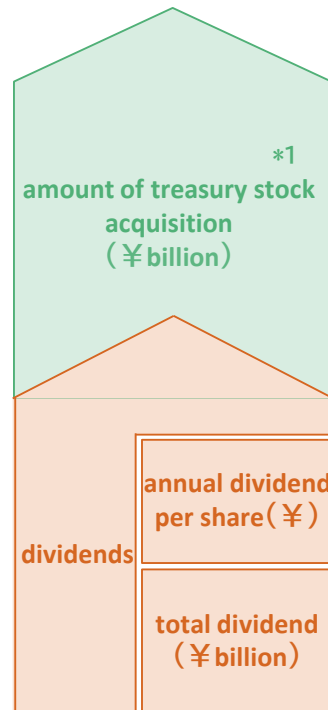 *1
amount of treasury stock
acquisition
(￥billion)
annual dividend
per share(￥)
dividends
total dividend
(￥billion)